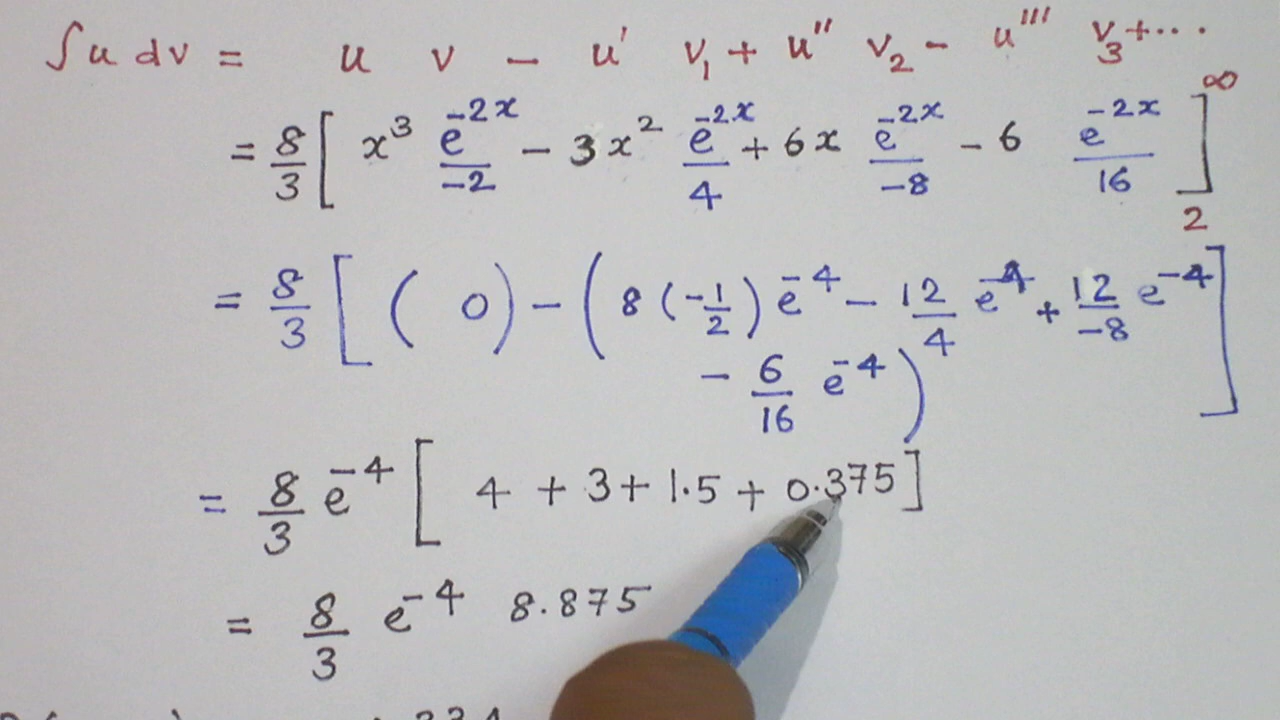 ∫ u dv = u v − u' v₁ + u'' v₂ − u''' v₃ + ····
= 8/3 [ x³ e^{-2x}/-2 − 3x² e^{-2x}/4 + 6x e^{-2x}/-8 − 6 e^{-2x}/16 ]₂^∞
= 8/3 [ ( 0 ) − ( 8 (-1/2) e^{-4} − 12/4 e^{-4} + 12/-8 e^{-4}
− 6/16 e^{-4} ) ]
= 8/3 e^{-4} [ 4 + 3 + 1.5 + 0.375 ]
= 8/3 e^{-4} 8.875